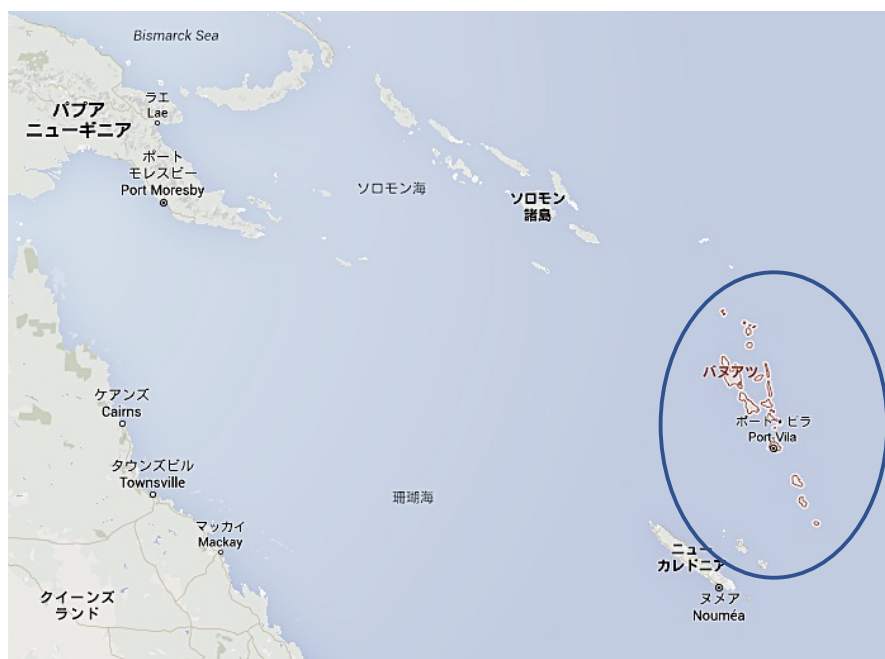 Bismarck Sea
パプア
ニューギニア
ラエ
Lae
ポート
モレスビー
Port Moresby
ソロモン海
ソロモン
諸島
バヌアツ
ポート・ビラ
Port Vila
ケアンズ
Cairns
タウンズビル
Townsville
珊瑚海
マッカイ
Mackay
ニュー
カレドニア
ヌメア
Nouméa
クイーンズ
ランド